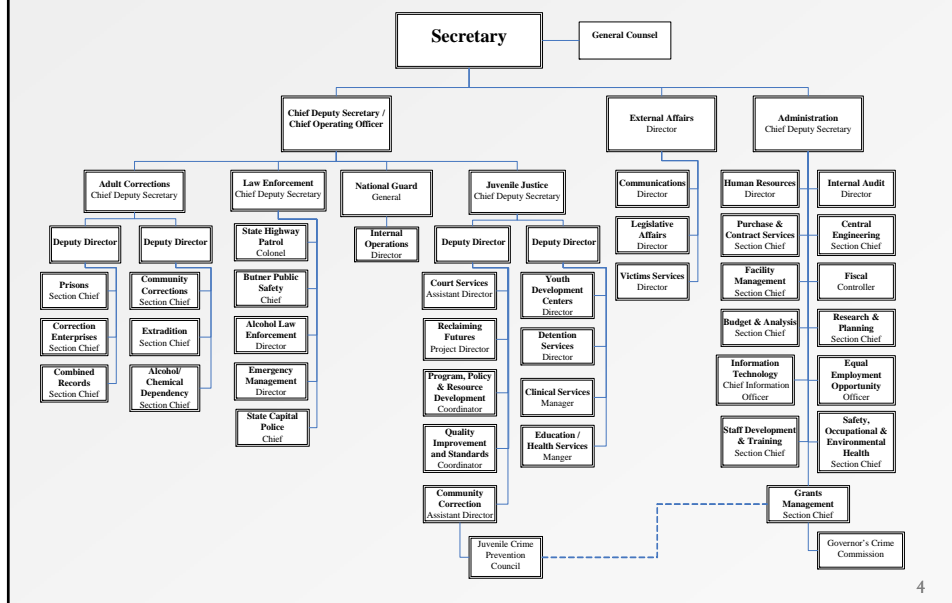 Secretary
General Counsel
Chief Deputy Secretary /
Chief Operating Officer
External Affairs
Director
Administration
Chief Deputy Secretary
Adult Corrections
Chief Deputy Secretary
Law Enforcement
Chief Deputy Secretary
National Guard
General
Juvenile Justice
Chief Deputy Secretary
Communications
Director
Human Resources
Director
Internal Audit
Director
Deputy Director
Deputy Director
State Highway
Patrol
Colonel
Internal
Operations
Director
Deputy Director
Deputy Director
Legislative
Affairs
Director
Purchase &
Contract Services
Section Chief
Central
Engineering
Section Chief
Prisons
Section Chief
Community
Corrections
Section Chief
Butner Public
Safety
Chief
Court Services
Assistant Director
Youth
Development
Centers
Director
Victims Services
Director
Facility
Management
Section Chief
Fiscal
Controller
Correction
Enterprises
Section Chief
Extradition
Section Chief
Alcohol Law
Enforcement
Director
Reclaiming
Futures
Project Director
Detention
Services
Director
Budget & Analysis
Section Chief
Research &
Planning
Section Chief
Combined
Records
Section Chief
Alcohol/
Chemical
Dependency
Section Chief
Emergency
Management
Director
Program, Policy
& Resource
Development
Coordinator
Clinical Services
Manager
Information
Technology
Chief Information
Officer
Equal
Employment
Opportunity
Officer
State Capital
Police
Chief
Quality
Improvement
and Standards
Coordinator
Education /
Health Services
Manger
Staff Development
& Training
Section Chief
Safety,
Occupational &
Environmental
Health
Section Chief
Community
Correction
Assistant Director
Grants
Management
Section Chief
Juvenile Crime
Prevention
Council
Governor's Crime
Commission
4